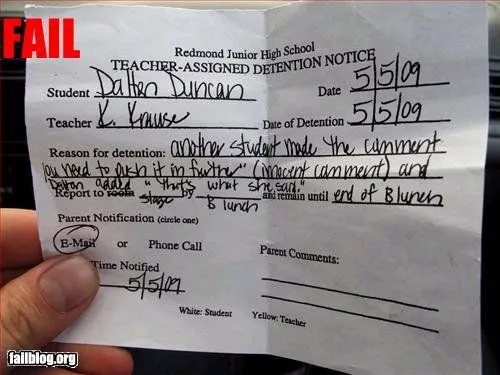 FAIL
Redmond Junior High School
TEACHER-ASSIGNED DETENTION NOTICE
Student Dalton Duncan Date 5/5/09
Teacher K. Krause Date of Detention 5/5/09
Reason for detention: another student made the comment
"you need to push it in further" (innocent comment) and
Dalton added "that's what she said."
Report to room stage by B lunch and remain until end of B lunch
Parent Notification (circle one)
E-Mail or Phone Call Parent Comments:
Time Notified
5/5/09
White: Student Yellow: Teacher
failblog.org